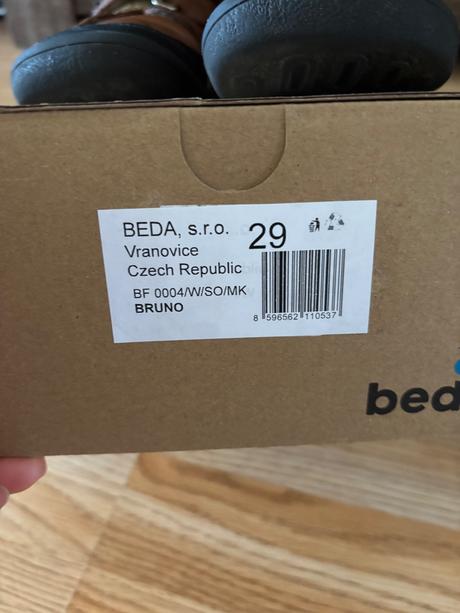 BEDA, s.r.o. 29
Vranovice
Czech Republic
BF 0004/W/SO/MK
BRUNO
8 596562 110537
bed